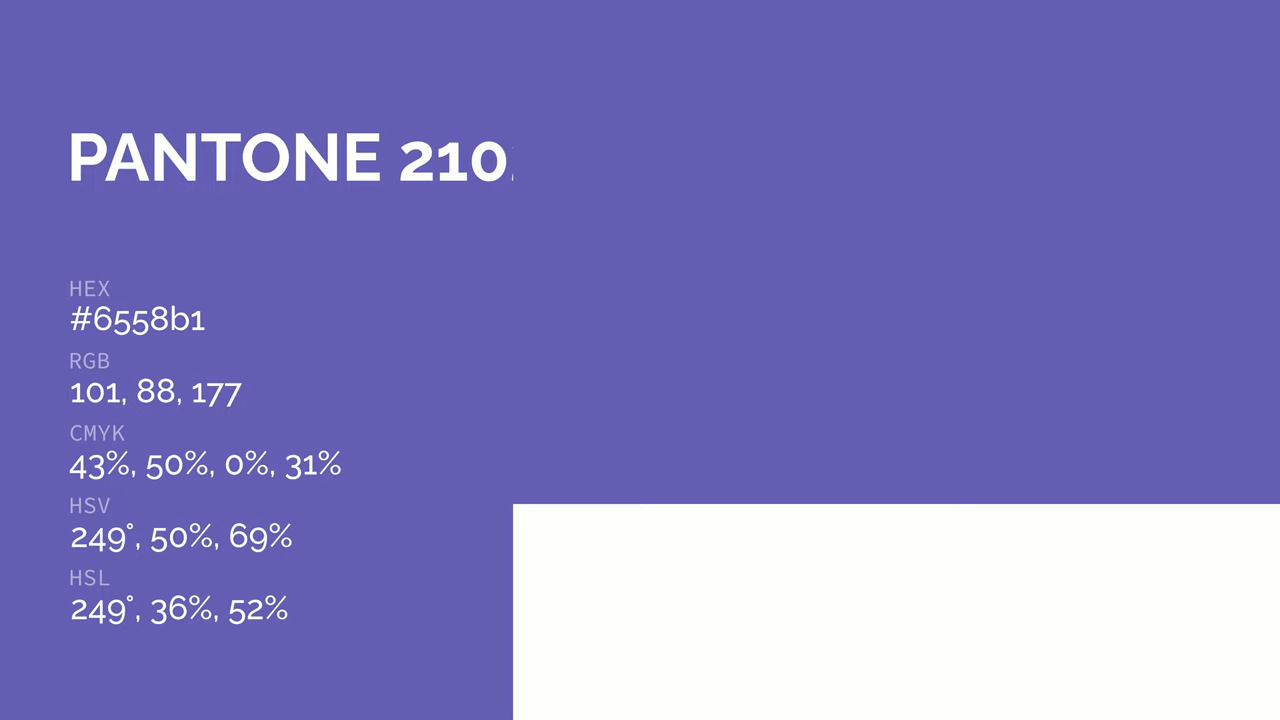 PANTONE 210
HEX
#6558b1
RGB
101, 88, 177
CMYK
43%, 50%, 0%, 31%
HSV
249°, 50%, 69%
HSL
249°, 36%, 52%